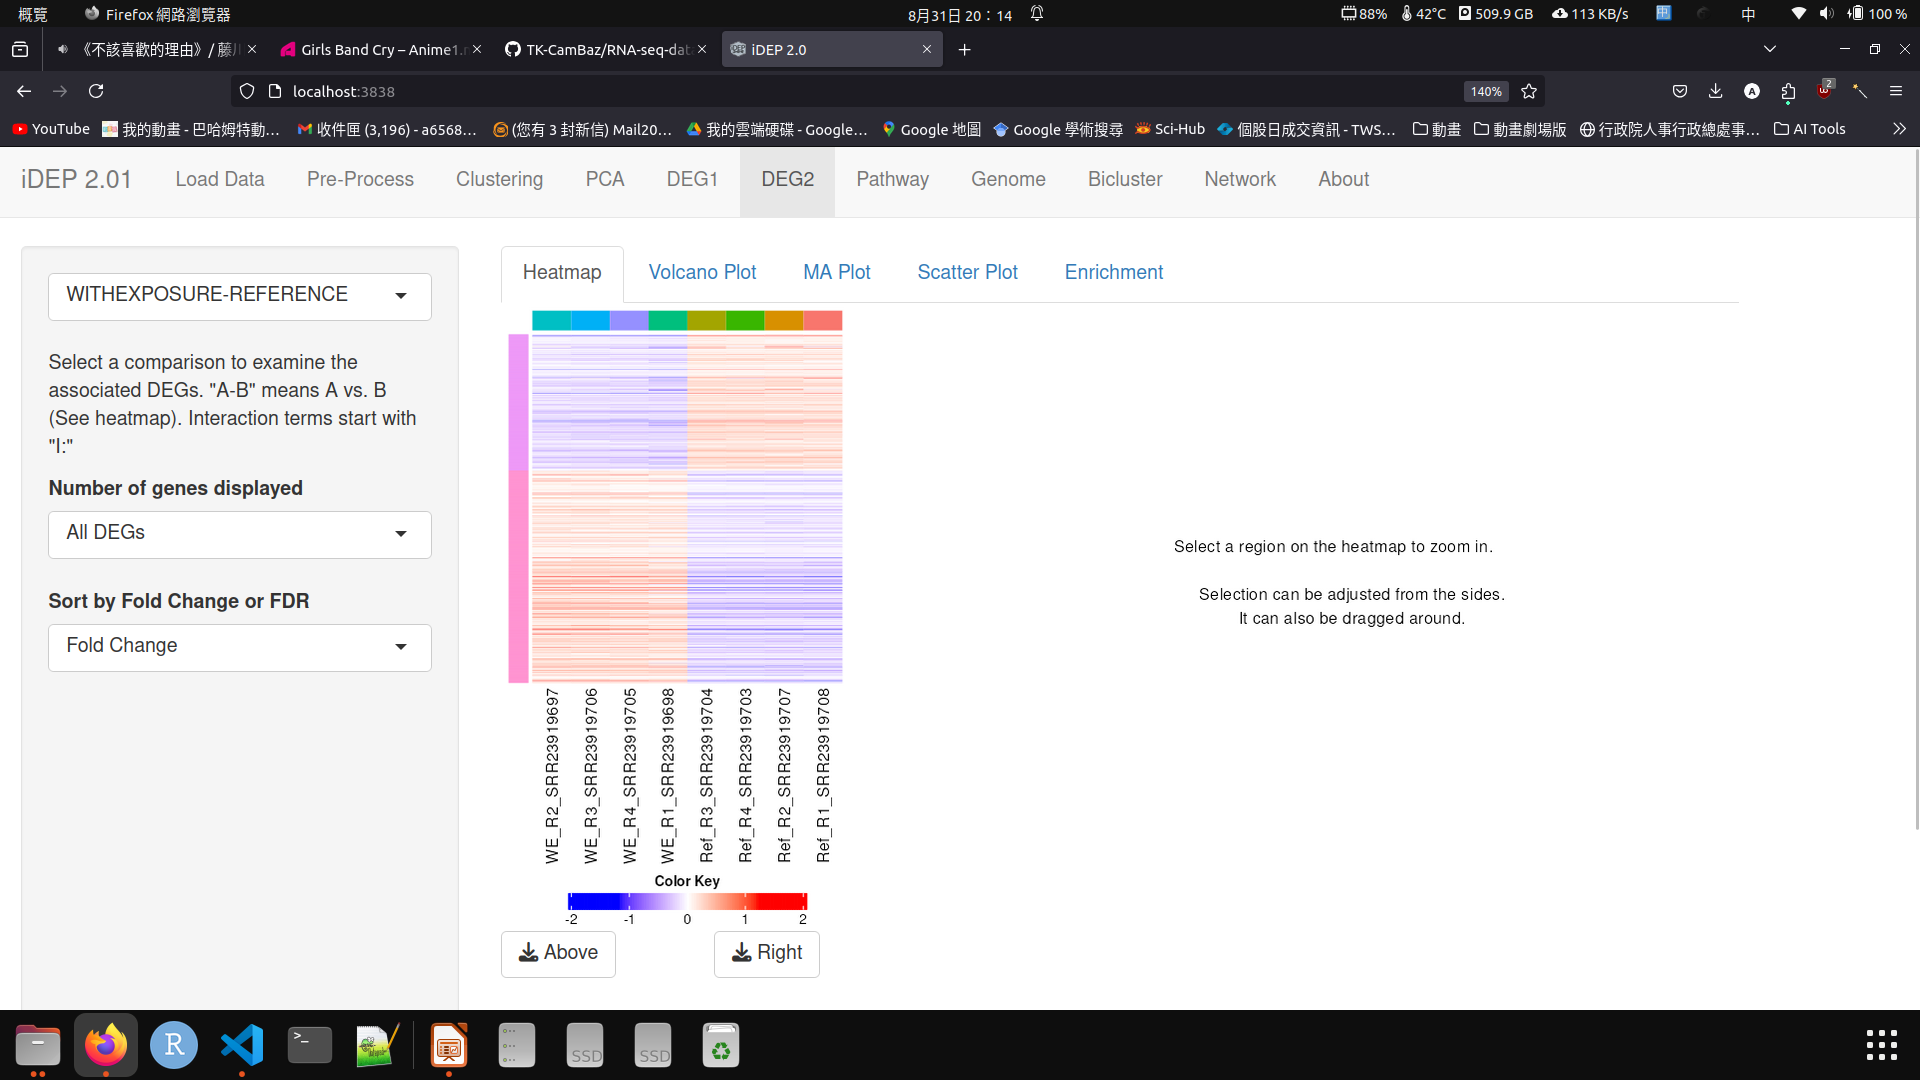 概覽
Firefox 網路瀏覽器
8月31日 20：14
88%
42°C
509.9 GB
113 KB/s
中
100 %
《不該喜歡的理由》/ 藤
Girls Band Cry – Anime1.
TK-CamBaz/RNA-seq-dat
iDEP 2.0
localhost:3838
140%
2
YouTube
我的動畫 - 巴哈姆特動…
收件匣 (3,196) - a6568…
(您有 3 封新信) Mail20…
我的雲端硬碟 - Google…
Google 地圖
Google 學術搜尋
Sci-Hub
個股日成交資訊 - TWS…
動畫
動畫劇場版
行政院人事行政總處事…
AI Tools
iDEP 2.01
Load Data
Pre-Process
Clustering
PCA
DEG1
DEG2
Pathway
Genome
Bicluster
Network
About
WITHEXPOSURE-REFERENCE
Select a comparison to examine the
associated DEGs. "A-B" means A vs. B
(See heatmap). Interaction terms start with
"I:"
Number of genes displayed
All DEGs
Sort by Fold Change or FDR
Fold Change
Heatmap
Volcano Plot
MA Plot
Scatter Plot
Enrichment
WE_R2_SRR23919697
WE_R3_SRR23919706
WE_R4_SRR23919705
WE_R1_SRR23919698
Ref_R3_SRR23919704
Ref_R4_SRR23919703
Ref_R2_SRR23919707
Ref_R1_SRR23919708
Color Key
-2
-1
0
1
2
Above
Right
Select a region on the heatmap to zoom in.
Selection can be adjusted from the sides.
It can also be dragged around.
R
SSD
SSD